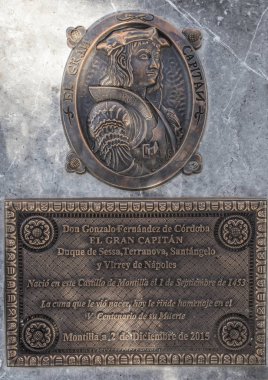 EL GRAN CAPITÁN
Don Gonzalo Fernández de Córdoba
EL GRAN CAPITÁN
Duque de Sessa, Terranova, Santángelo
y Virrey de Nápoles
Nació en este Castillo de Montilla el 1 de Septiembre de 1453
La cuna que le vió nacer, hoy le rinde homenaje en el
V Centenario de su Muerte
Montilla a 2 de Diciembre de 2015